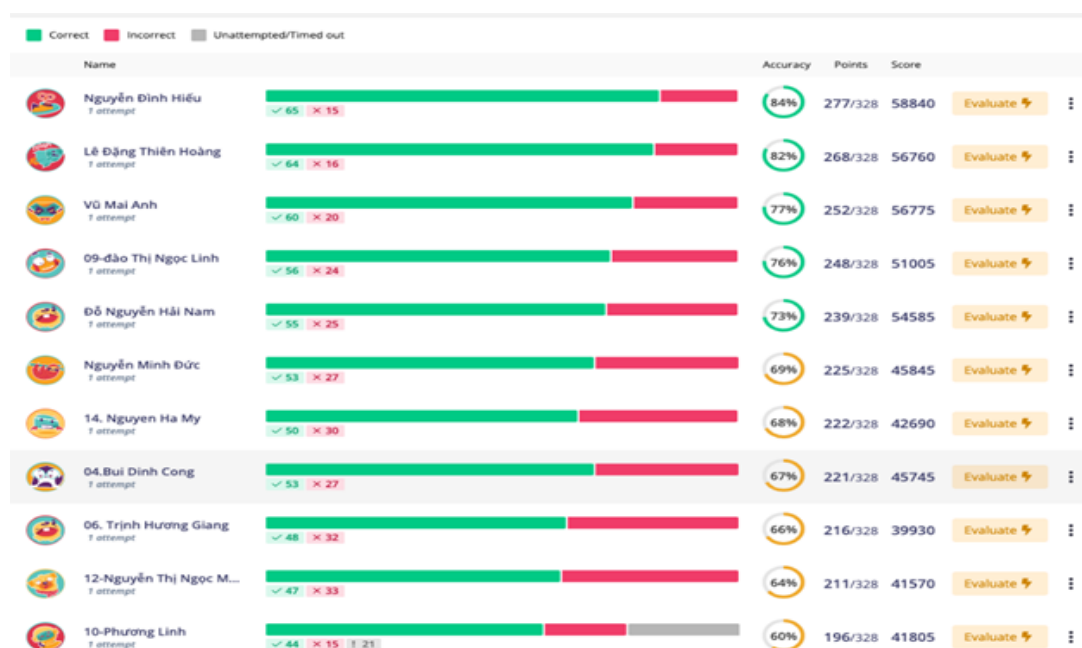 Correct Incorrect Unattempted/Timed out
Name Accuracy Points Score
Nguyễn Đình Hiếu 84% 277/328 58840 Evaluate
1 attempt
✓ 65 × 15
Lê Đặng Thiên Hoàng 82% 268/328 56760 Evaluate
1 attempt
✓ 64 × 16
Vũ Mai Anh 77% 252/328 56775 Evaluate
1 attempt
✓ 60 × 20
09-đào Thị Ngọc Linh 76% 248/328 51005 Evaluate
1 attempt
✓ 56 × 24
Đỗ Nguyễn Hải Nam 73% 239/328 54585 Evaluate
1 attempt
✓ 55 × 25
Nguyễn Minh Đức 69% 225/328 45845 Evaluate
1 attempt
✓ 53 × 27
14. Nguyen Ha My 68% 222/328 42690 Evaluate
1 attempt
✓ 50 × 30
04.Bui Dinh Cong 67% 221/328 45745 Evaluate
1 attempt
✓ 53 × 27
06. Trịnh Hương Giang 66% 216/328 39930 Evaluate
1 attempt
✓ 48 × 32
12-Nguyễn Thị Ngọc M... 64% 211/328 41570 Evaluate
1 attempt
✓ 47 × 33
10-Phương Linh 60% 196/328 41805 Evaluate
1 attempt
✓ 44 × 15 ! 21